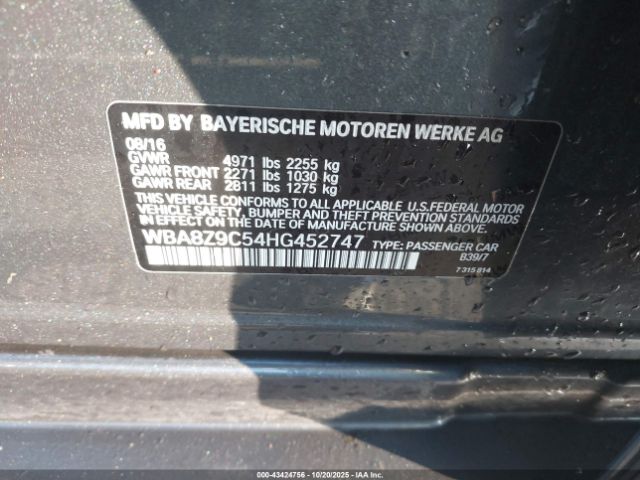 MFD BY BAYERISCHE MOTOREN WERKE AG
08/16
GVWR 4971 lbs 2255 kg
GAWR FRONT 2271 lbs 1030 kg
GAWR REAR 2811 lbs 1275 kg
THIS VEHICLE CONFORMS TO ALL APPLICABLE U.S.FEDERAL MOTOR
VEHICLE SAFETY, BUMPER AND THEFT PREVENTION STANDARDS
IN EFFECT ON THE DATE OF MANUFACTURE SHOWN ABOVE.
WBA8Z9C54HG452747 TYPE: PASSENGER CAR
B39/7
7 315 814
000-43424756 | 10/20/2025 | IAAI.com